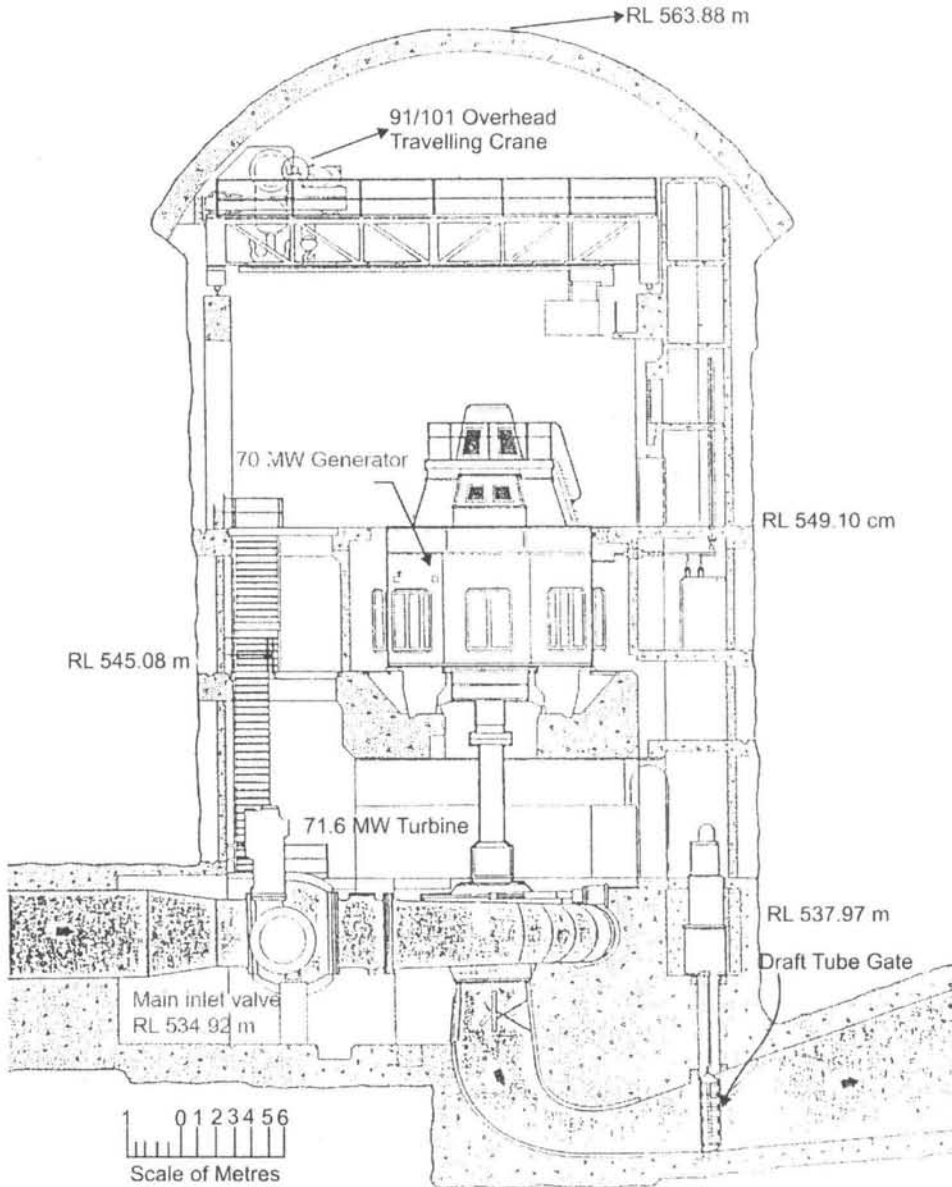 RL 563.88 m
91/101 Overhead
Travelling Crane
70 MW Generator
RL 549.10 cm
RL 545.08 m
71.6 MW Turbine
RL 537.97 m
Draft Tube Gate
Main inlet valve
RL 534.92 m
1 0 1 2 3 4 5 6
Scale of Metres